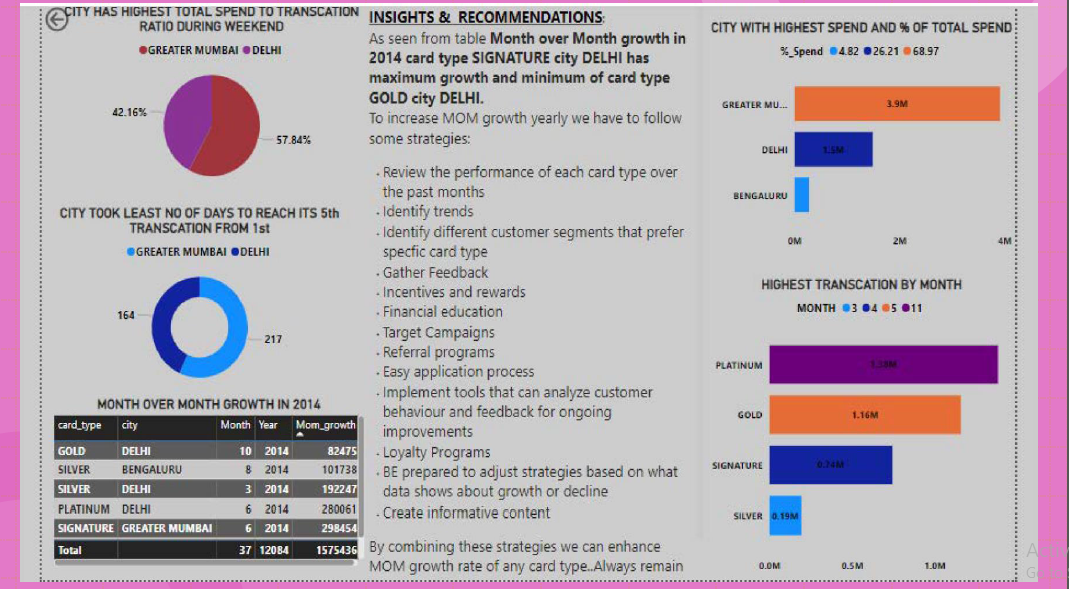 CITY HAS HIGHEST TOTAL SPEND TO TRANSCATION
RATIO DURING WEEKEND
GREATER MUMBAI DELHI
42.16%
57.84%
CITY TOOK LEAST NO OF DAYS TO REACH ITS 5th
TRANSCATION FROM 1st
GREATER MUMBAI DELHI
164
217
MONTH OVER MONTH GROWTH IN 2014
card_type city Month Year Mom_growth
GOLD DELHI 10 2014 82475
SILVER BENGALURU 8 2014 101738
SILVER DELHI 3 2014 192247
PLATINUM DELHI 6 2014 280061
SIGNATURE GREATER MUMBAI 6 2014 298454
Total 37 12084 1575436
INSIGHTS & RECOMMENDATIONS:
As seen from table Month over Month growth in
2014 card type SIGNATURE city DELHI has
maximum growth and minimum of card type
GOLD city DELHI.
To increase MOM growth yearly we have to follow
some strategies:
· Review the performance of each card type over
the past months
· Identify trends
· Identify different customer segments that prefer
specfic card type
· Gather Feedback
· Incentives and rewards
· Financial education
· Target Campaigns
· Referral programs
· Easy application process
· Implement tools that can analyze customer
behaviour and feedback for ongoing
improvements
· Loyalty Programs
· BE prepared to adjust strategies based on what
data shows about growth or decline
· Create informative content
By combining these strategies we can enhance
MOM growth rate of any card type..Always remain
CITY WITH HIGHEST SPEND AND % OF TOTAL SPEND
%_Spend 4.82 26.21 68.97
GREATER MU... 3.9M
DELHI 1.5M
BENGALURU
0M 2M 4M
HIGHEST TRANSCATION BY MONTH
MONTH 3 4 5 11
PLATINUM
GOLD 1.16M
SIGNATURE 0.74M
SILVER 0.19M
0.0M 0.5M 1.0M